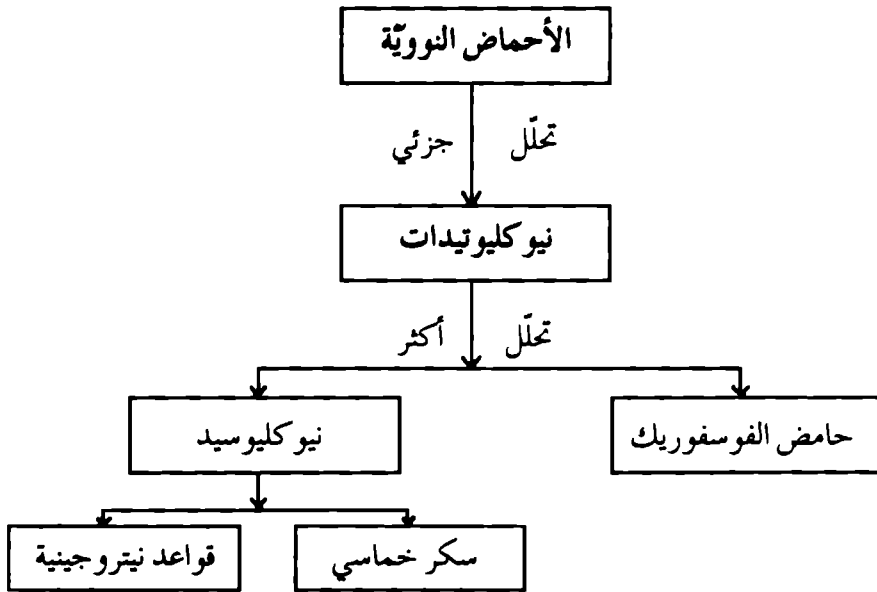 الأحماض النوويّة
تحلّل جزئي
نيوكليوتيدات
تحلّل أكثر
نيوكليوسيد
حامض الفوسفوريك
سكر خماسي
قواعد نيتروجينية